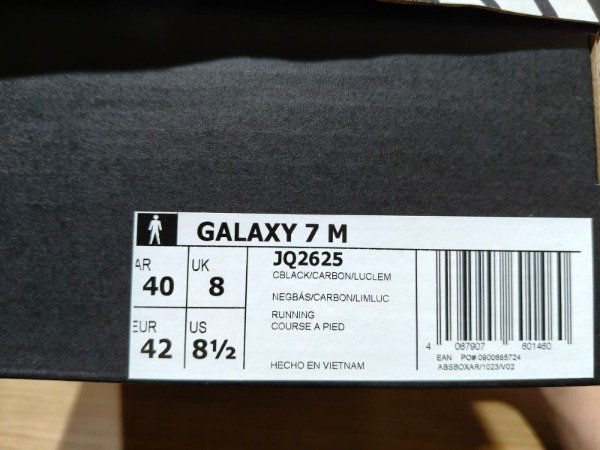 GALAXY 7 M
AR
40
UK
8
EUR
42
US
8½
JQ2625
CBLACK/CARBON/LUCLEM
NEGBÁS/CARBON/LIMLUC
RUNNING
COURSE A PIED
HECHO EN VIETNAM
4 067907 601460
EAN PO# 0900685724
ABSBOXAR/1023/V02